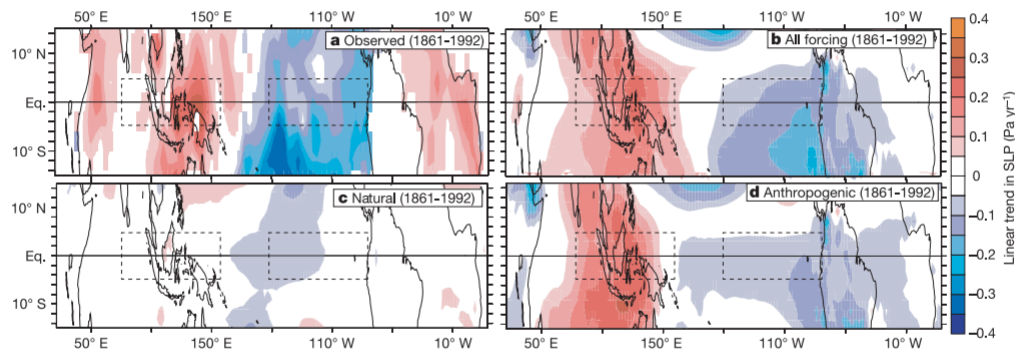 50° E 150° E 110° W 10° W
50° E 150° E 110° W 10° W
a Observed (1861–1992)
b All forcing (1861–1992)
c Natural (1861–1992)
d Anthropogenic (1861–1992)
10° N
Eq.
10° S
10° N
Eq.
10° S
50° E 150° E 110° W 10° W
50° E 150° E 110° W 10° W
0.4
0.3
0.2
0.1
0
–0.1
–0.2
–0.3
–0.4
Linear trend in SLP (Pa yr⁻¹)